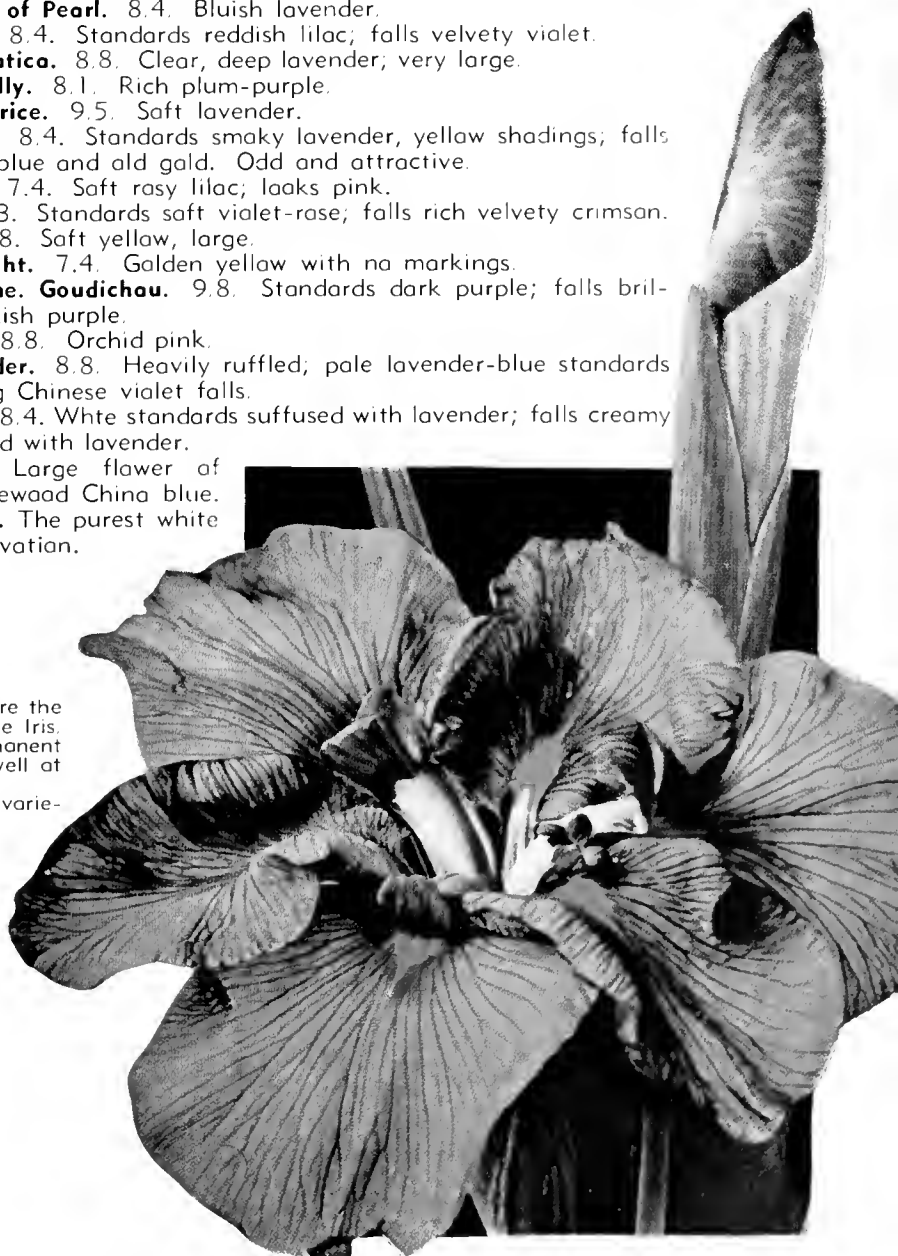 of Pearl. 8.4. Bluish lavender.
8.4. Standards reddish lilac; falls velvety violet.
tica. 8.8. Clear, deep lavender; very large.
lly. 8.1. Rich plum-purple.
rice. 9.5. Soft lavender.
8.4. Standards smoky lavender, yellow shadings; falls
blue and old gold. Odd and attractive.
7.4. Soft rosy lilac; looks pink.
3. Standards soft violet-rose; falls rich velvety crimson.
8. Soft yellow, large.
ht. 7.4. Golden yellow with no markings.
ne. Goudichau. 9.8. Standards dark purple; falls bril-
ish purple.
8.8. Orchid pink.
der. 8.8. Heavily ruffled; pale lavender-blue standards
g Chinese violet falls.
8.4. Whte standards suffused with lavender; falls creamy
d with lavender.
Large flower of
ewood China blue.
. The purest white
vation.
re the
e Iris.
anent
vell at
varie-